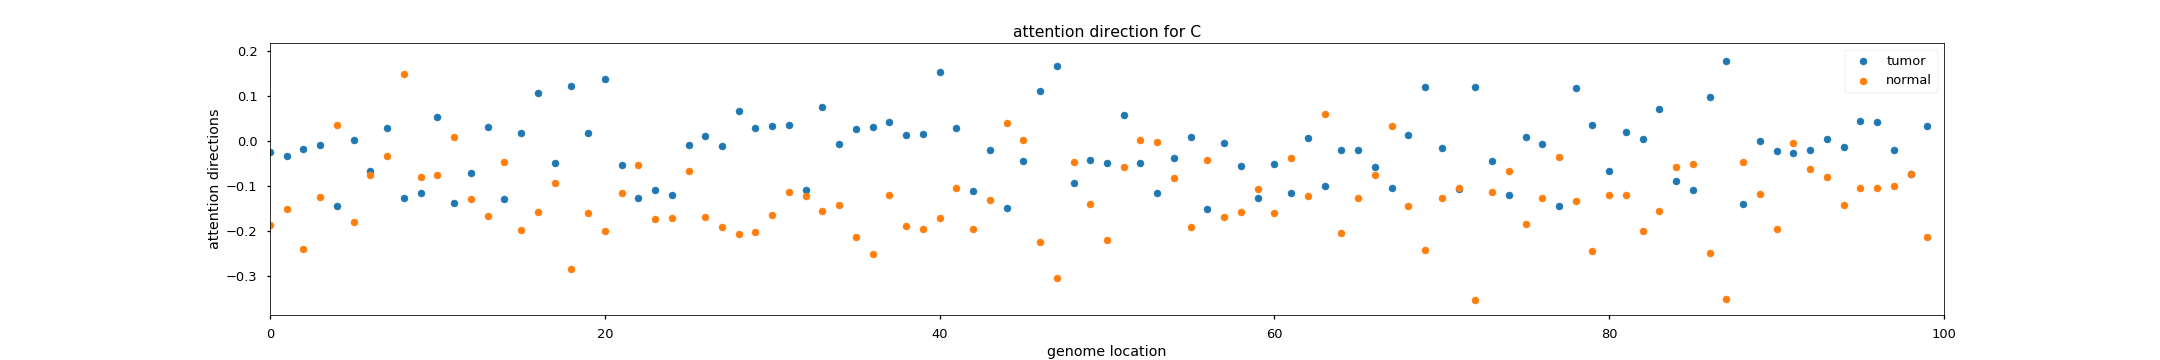 attention direction for C
0.2
0.1
0.0
−0.1
−0.2
−0.3
attention directions
tumor
normal
0 20 40 60 80 100
genome location